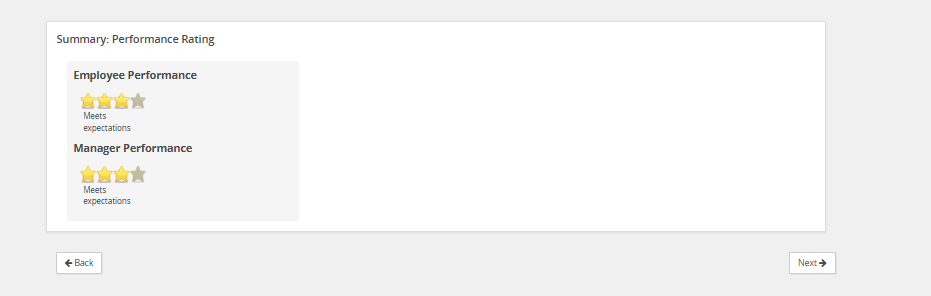 Summary: Performance Rating
Employee Performance
Meets
expectations
Manager Performance
Meets
expectations
Back
Next